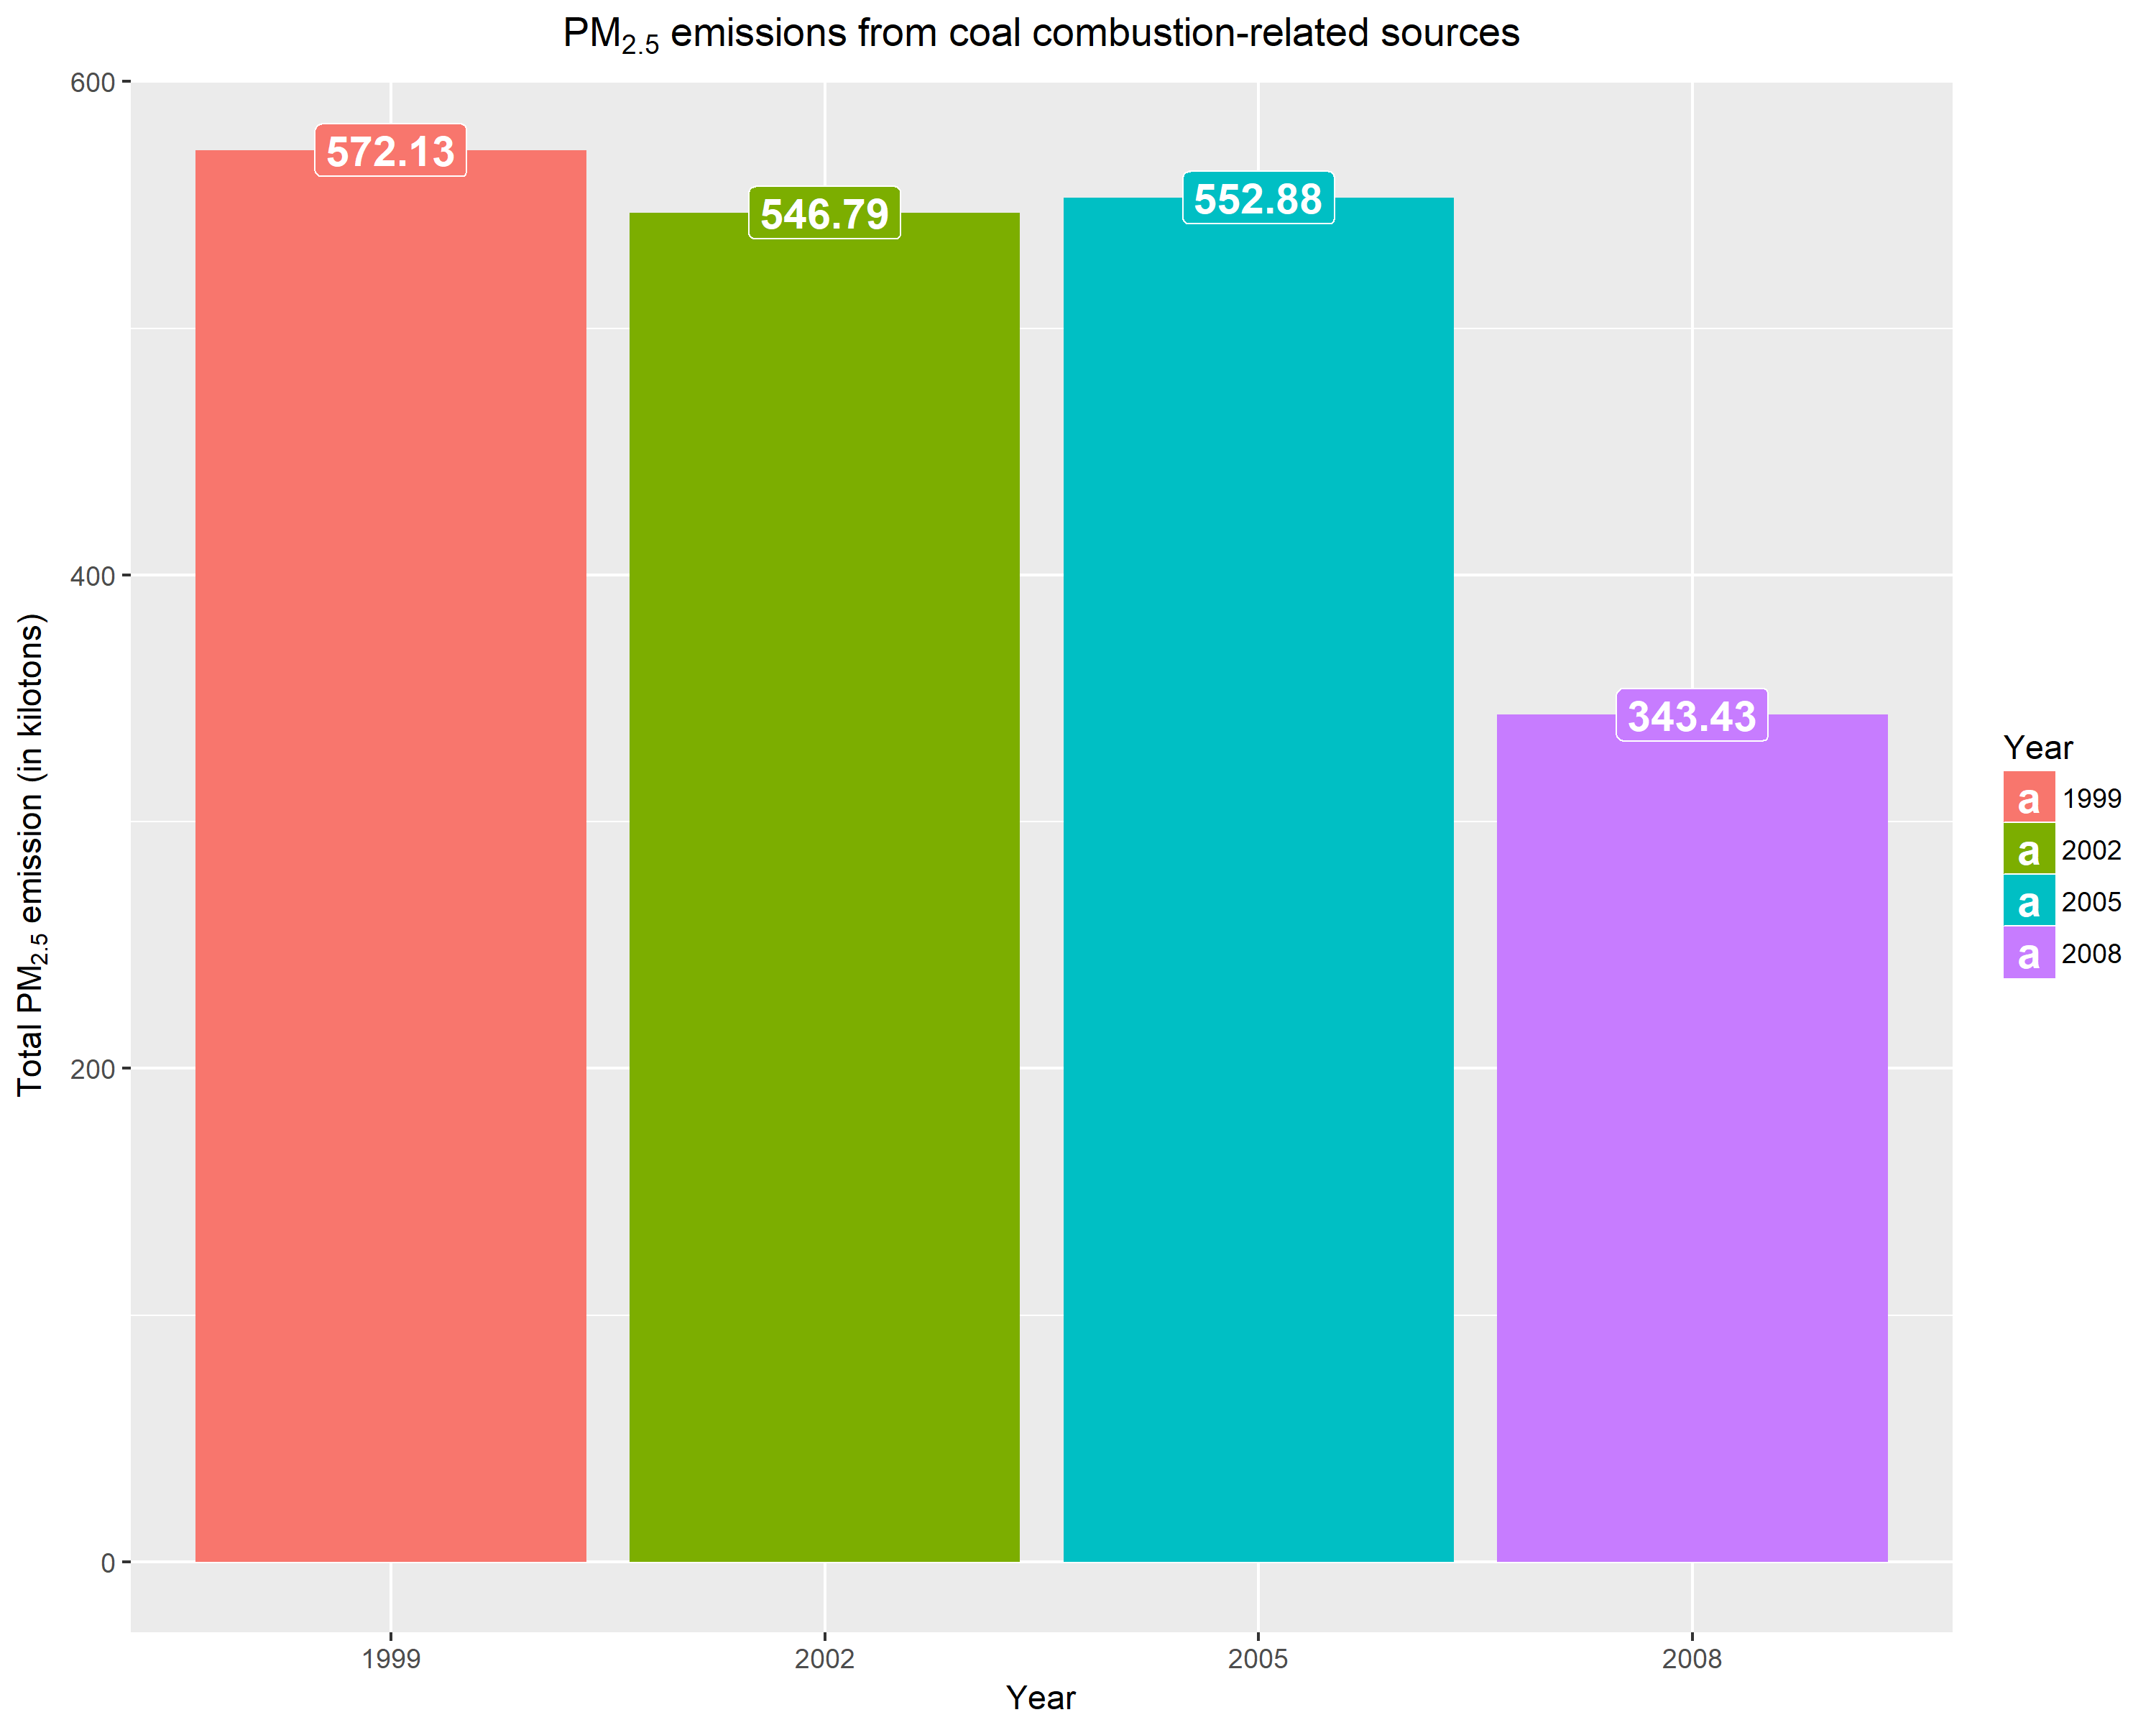 PM2.5 emissions from coal combustion-related sources
600
400
200
0
Total PM2.5 emission (in kilotons)
572.13
546.79
552.88
343.43
1999
2002
2005
2008
Year
Year
a 1999
a 2002
a 2005
a 2008